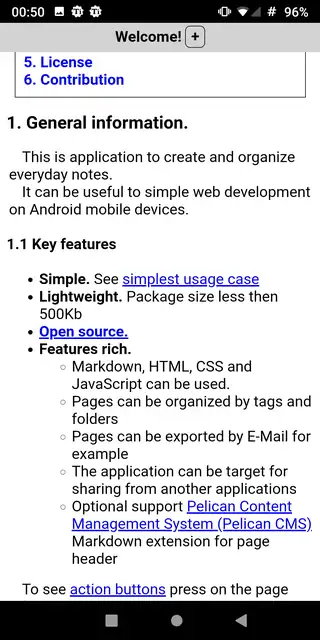 00:50
# 96%
Welcome! +
5. License
6. Contribution
1. General information.
This is application to create and organize
everyday notes.
It can be useful to simple web development
on Android mobile devices.
1.1 Key features
• Simple. See simplest usage case
• Lightweight. Package size less then
500Kb
• Open source.
• Features rich.
◦ Markdown, HTML, CSS and
JavaScript can be used.
◦ Pages can be organized by tags and
folders
◦ Pages can be exported by E-Mail for
example
◦ The application can be target for
sharing from another applications
◦ Optional support Pelican Content
Management System (Pelican CMS)
Markdown extension for page
header
To see action buttons press on the page